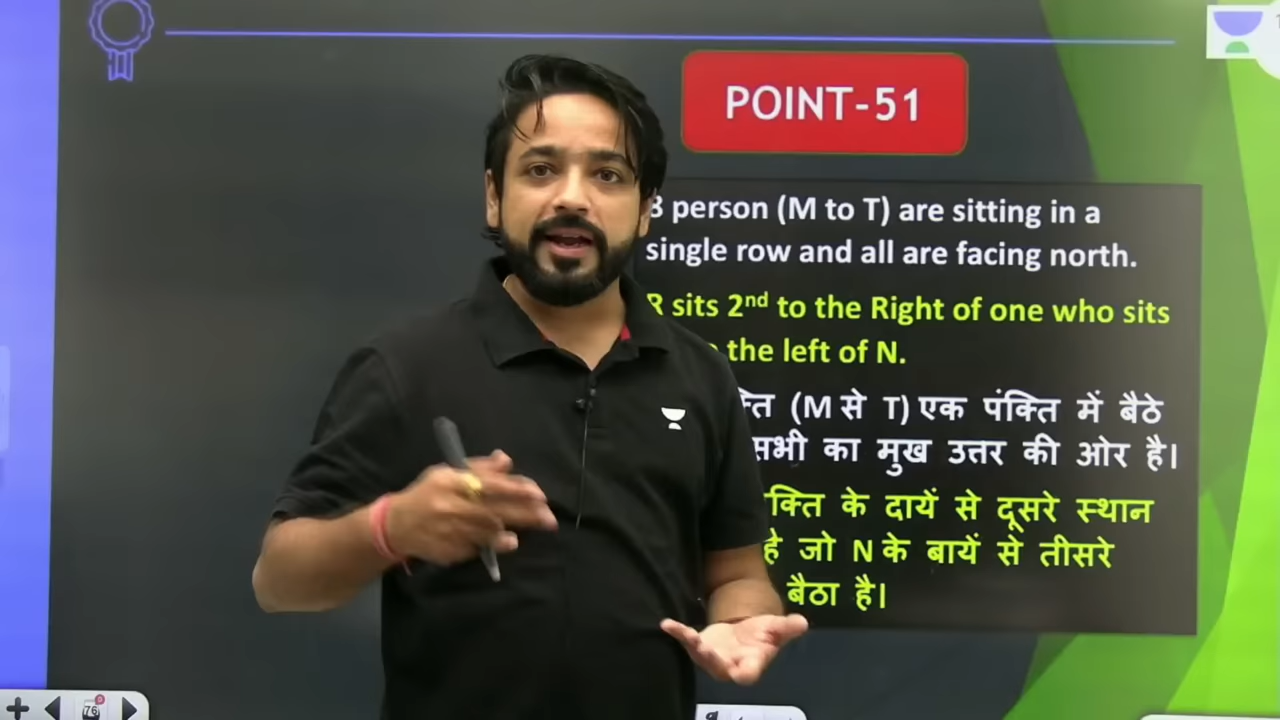 POINT-51
person (M to T) are sitting in a
single row and all are facing north.
R sits 2nd to the Right of one who sits
the left of N.
(M से T) एक पंक्ति में बैठे
सभी का मुख उत्तर की ओर है।
के दायें से दूसरे स्थान
है जो N के बायें से तीसरे
बैठा है।
76